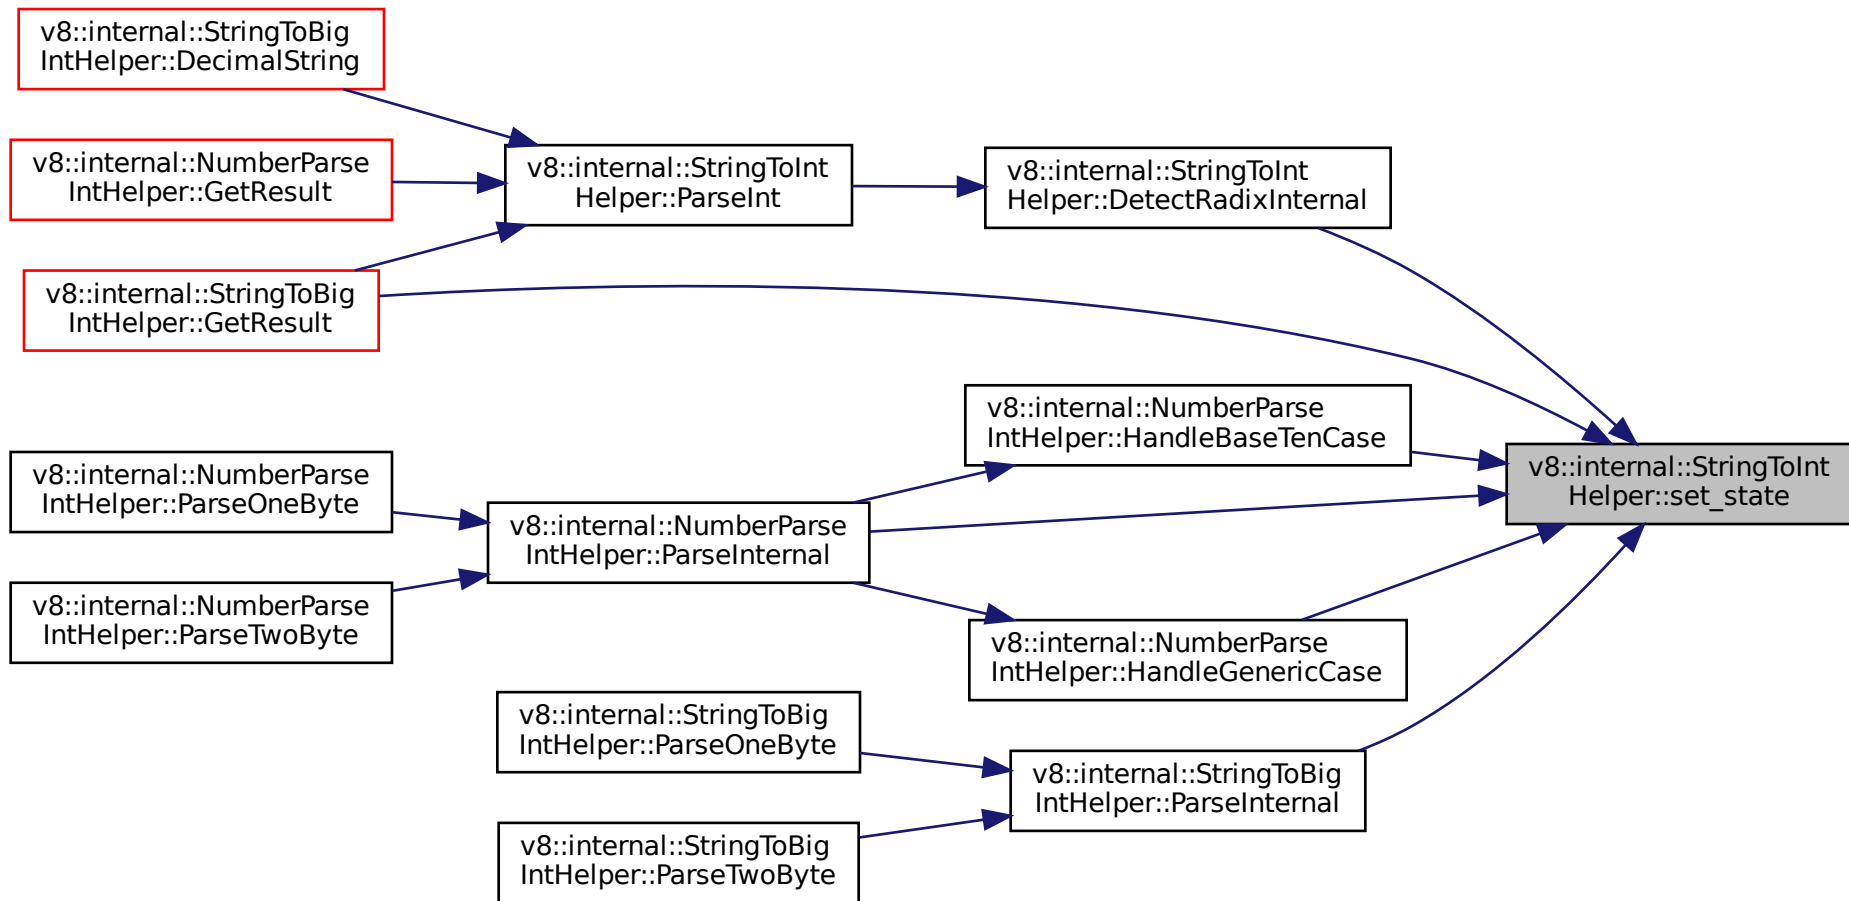 v8::internal::StringToBig
IntHelper::DecimalString
v8::internal::NumberParse
IntHelper::GetResult
v8::internal::StringToBig
IntHelper::GetResult
v8::internal::StringToInt
Helper::ParseInt
v8::internal::StringToInt
Helper::DetectRadixInternal
v8::internal::NumberParse
IntHelper::HandleBaseTenCase
v8::internal::StringToInt
Helper::set_state
v8::internal::NumberParse
IntHelper::ParseOneByte
v8::internal::NumberParse
IntHelper::ParseInternal
v8::internal::NumberParse
IntHelper::ParseTwoByte
v8::internal::NumberParse
IntHelper::HandleGenericCase
v8::internal::StringToBig
IntHelper::ParseOneByte
v8::internal::StringToBig
IntHelper::ParseInternal
v8::internal::StringToBig
IntHelper::ParseTwoByte